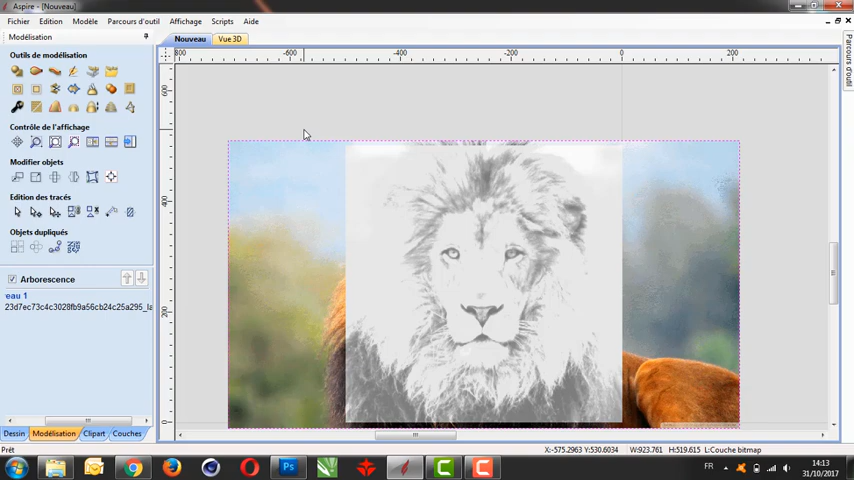 Aspire - [Nouveau]
Fichier Edition Modèle Parcours d'outil Affichage Scripts Aide
Modélisation
Nouveau Vue 3D
Outils de modélisation
800 -600 -400 -200 0 200
600
400
200
0
Contrôle de l'affichage
Modifier objets
Edition des tracés
Objets dupliqués
Arborescence
eau 1
23d7ec73c4c3028fb9a56cb24c25a295_la
Dessin Modélisation Clipart Couches
Parcours d'outil
Prêt
X:-575.2963 Y:530.6034 W:923.761 H:519.615 L:Couche bitmap
Ps
FR
14:13
31/10/2017